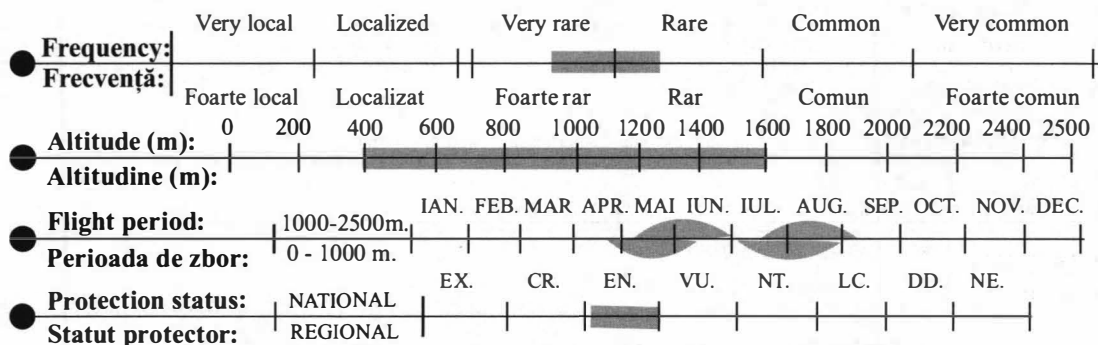 Very local Localized Very rare Rare Common Very common
Frequency:
Frecvență:
Foarte local Localizat Foarte rar Rar Comun Foarte comun
0 200 400 600 800 1000 1200 1400 1600 1800 2000 2200 2400 2500
Altitude (m):
Altitudine (m):
IAN. FEB. MAR APR. MAI IUN. IUL. AUG. SEP. OCT. NOV. DEC.
Flight period: 1000-2500m.
Perioada de zbor: 0 - 1000 m.
EX. CR. EN. VU. NT. LC. DD. NE.
Protection status: NATIONAL
Statut protector: REGIONAL